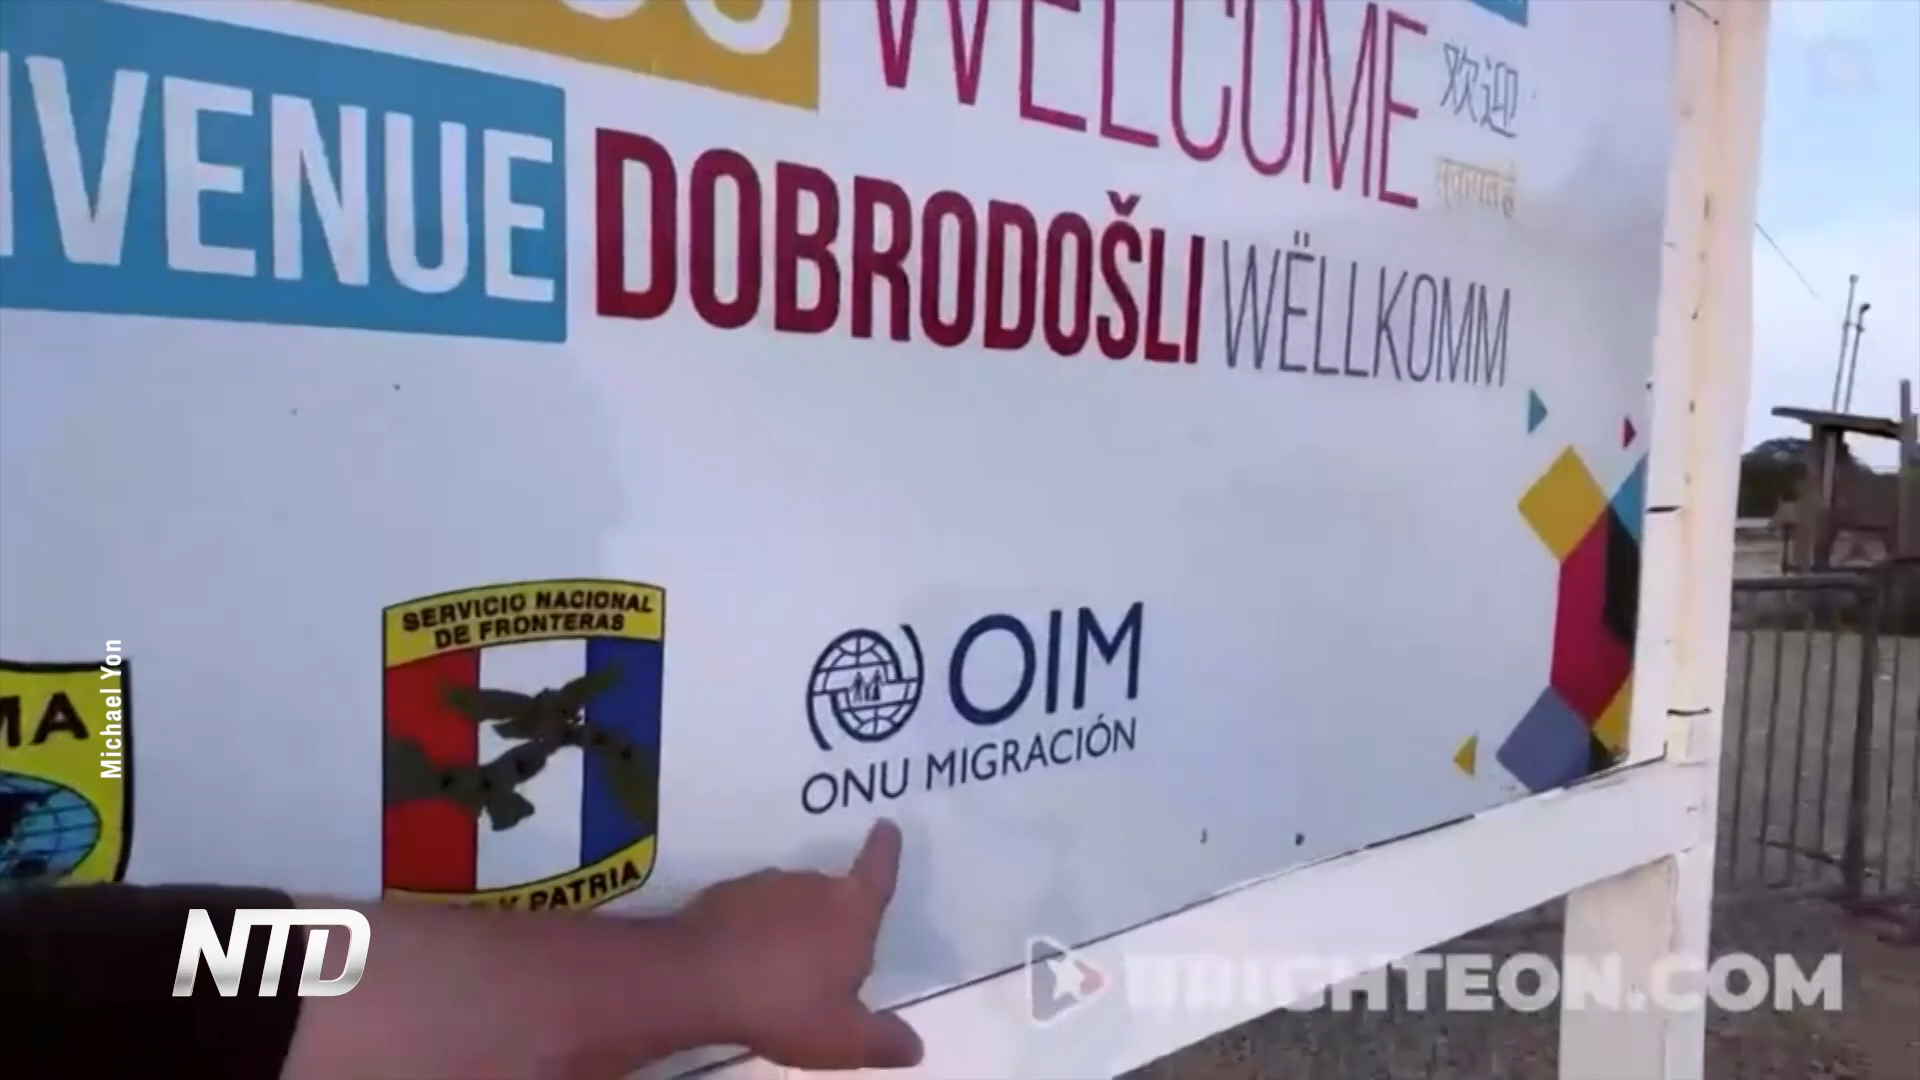 WELCOME
欢迎
VENUE
DOBRODOŠLI
WËLLKOMM
SERVICIO NACIONAL
DE FRONTERAS
Y PATRIA
MA
OIM
ONU MIGRACIÓN
Michael Yon
NTD
BRIGHTEON.COM